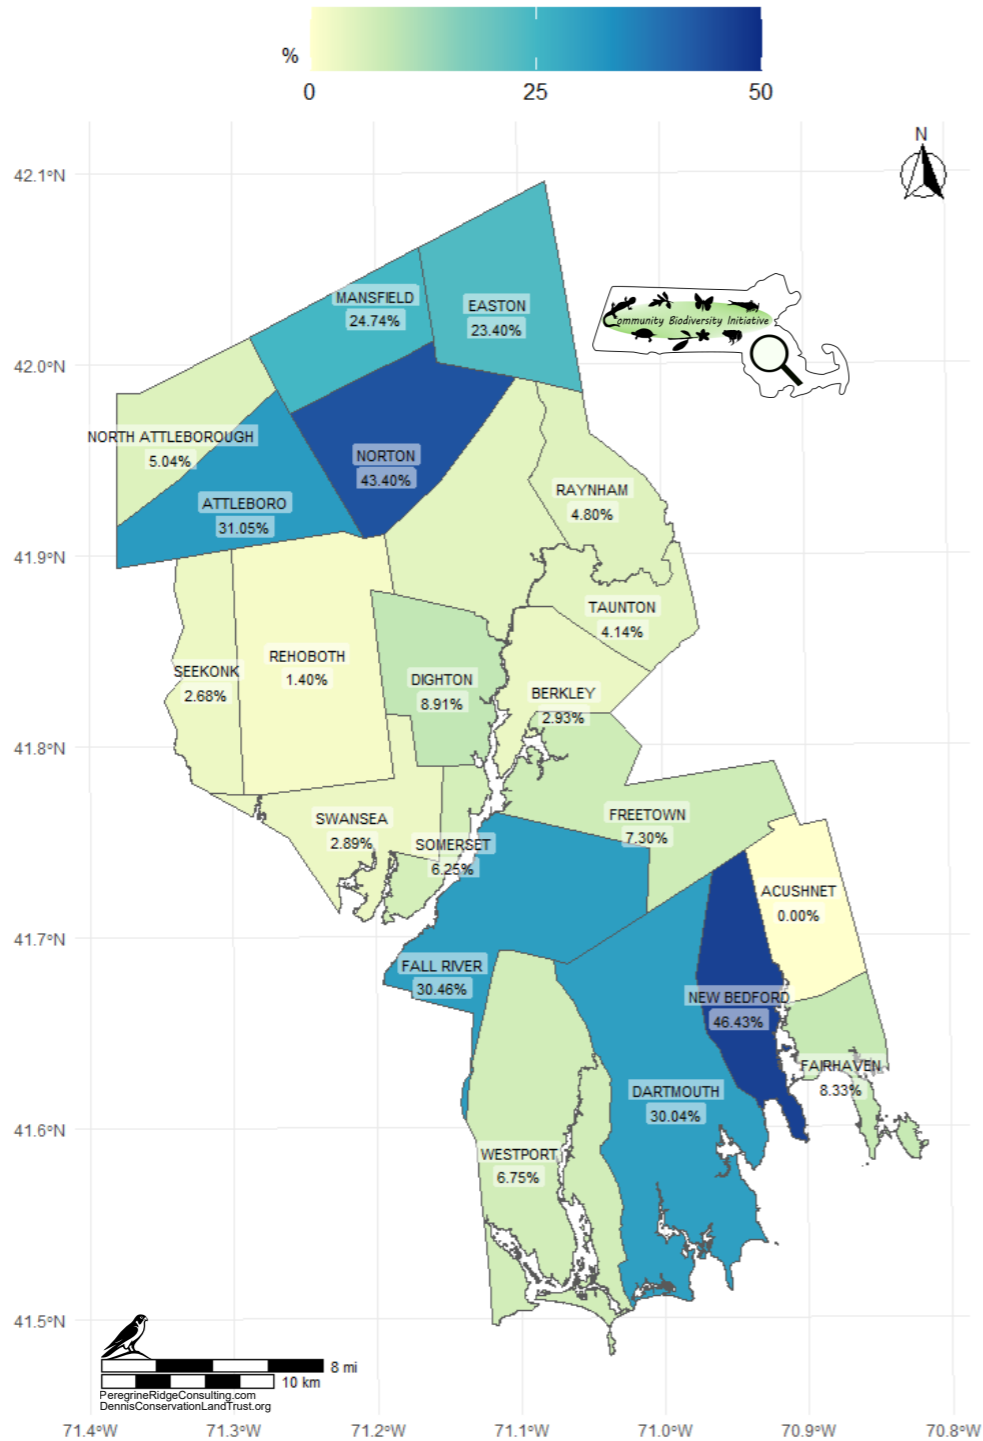 %
0
25
50
N
42.1°N
42.0°N
41.9°N
41.8°N
41.7°N
41.6°N
41.5°N
MANSFIELD
24.74%
EASTON
23.40%
Community Biodiversity Initiative
NORTH ATTLEBOROUGH
5.04%
NORTON
43.40%
ATTLEBORO
31.05%
RAYNHAM
4.80%
TAUNTON
4.14%
SEEKONK
2.68%
REHOBOTH
1.40%
DIGHTON
8.91%
BERKLEY
2.93%
SWANSEA
2.89%
SOMERSET
6.25%
FREETOWN
7.30%
ACUSHNET
0.00%
FALL RIVER
30.46%
NEW BEDFORD
46.43%
FAIRHAVEN
8.33%
DARTMOUTH
30.04%
WESTPORT
6.75%
8 mi
10 km
PeregrineRidgeConsulting.com
DennisConservationLandTrust.org
71.4°W
71.3°W
71.2°W
71.1°W
71.0°W
70.9°W
70.8°W